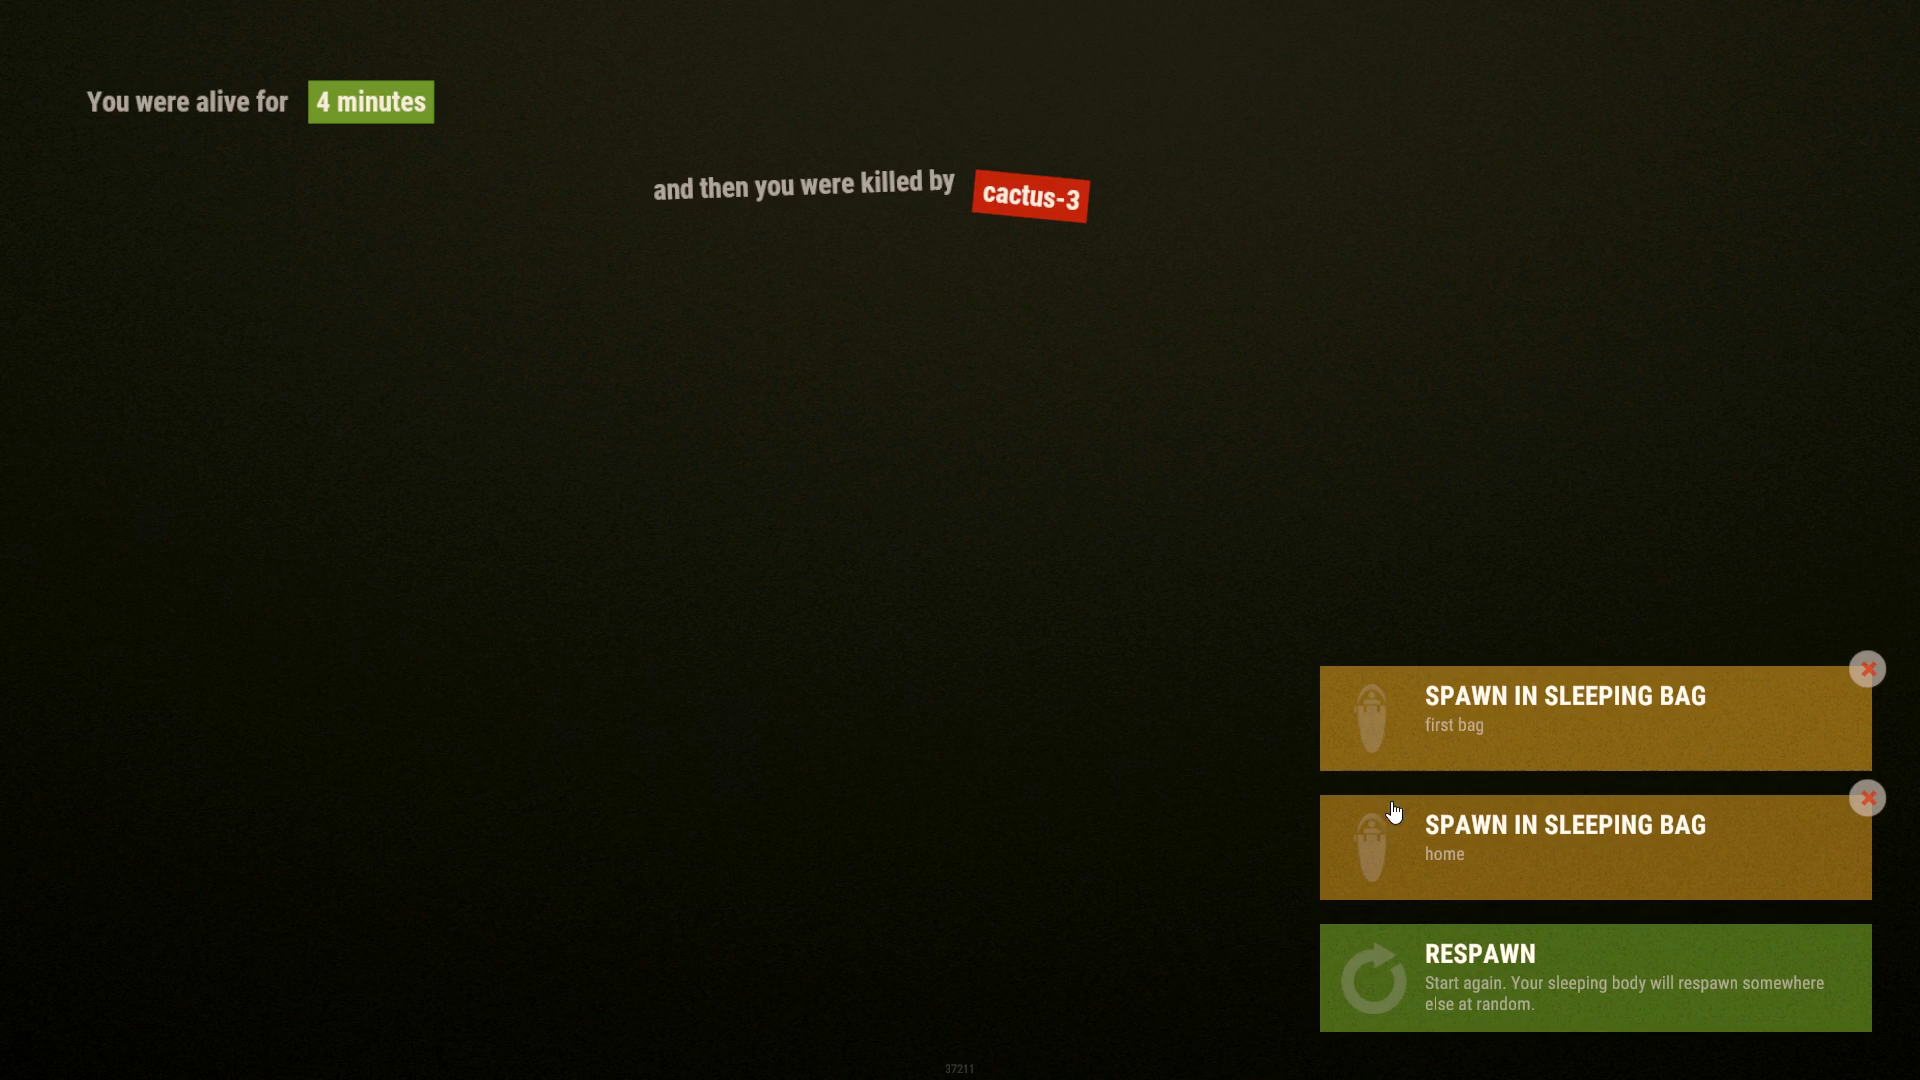 You were alive for 4 minutes
and then you were killed by cactus-3
SPAWN IN SLEEPING BAG
first bag
SPAWN IN SLEEPING BAG
home
RESPAWN
Start again. Your sleeping body will respawn somewhere
else at random.
37211